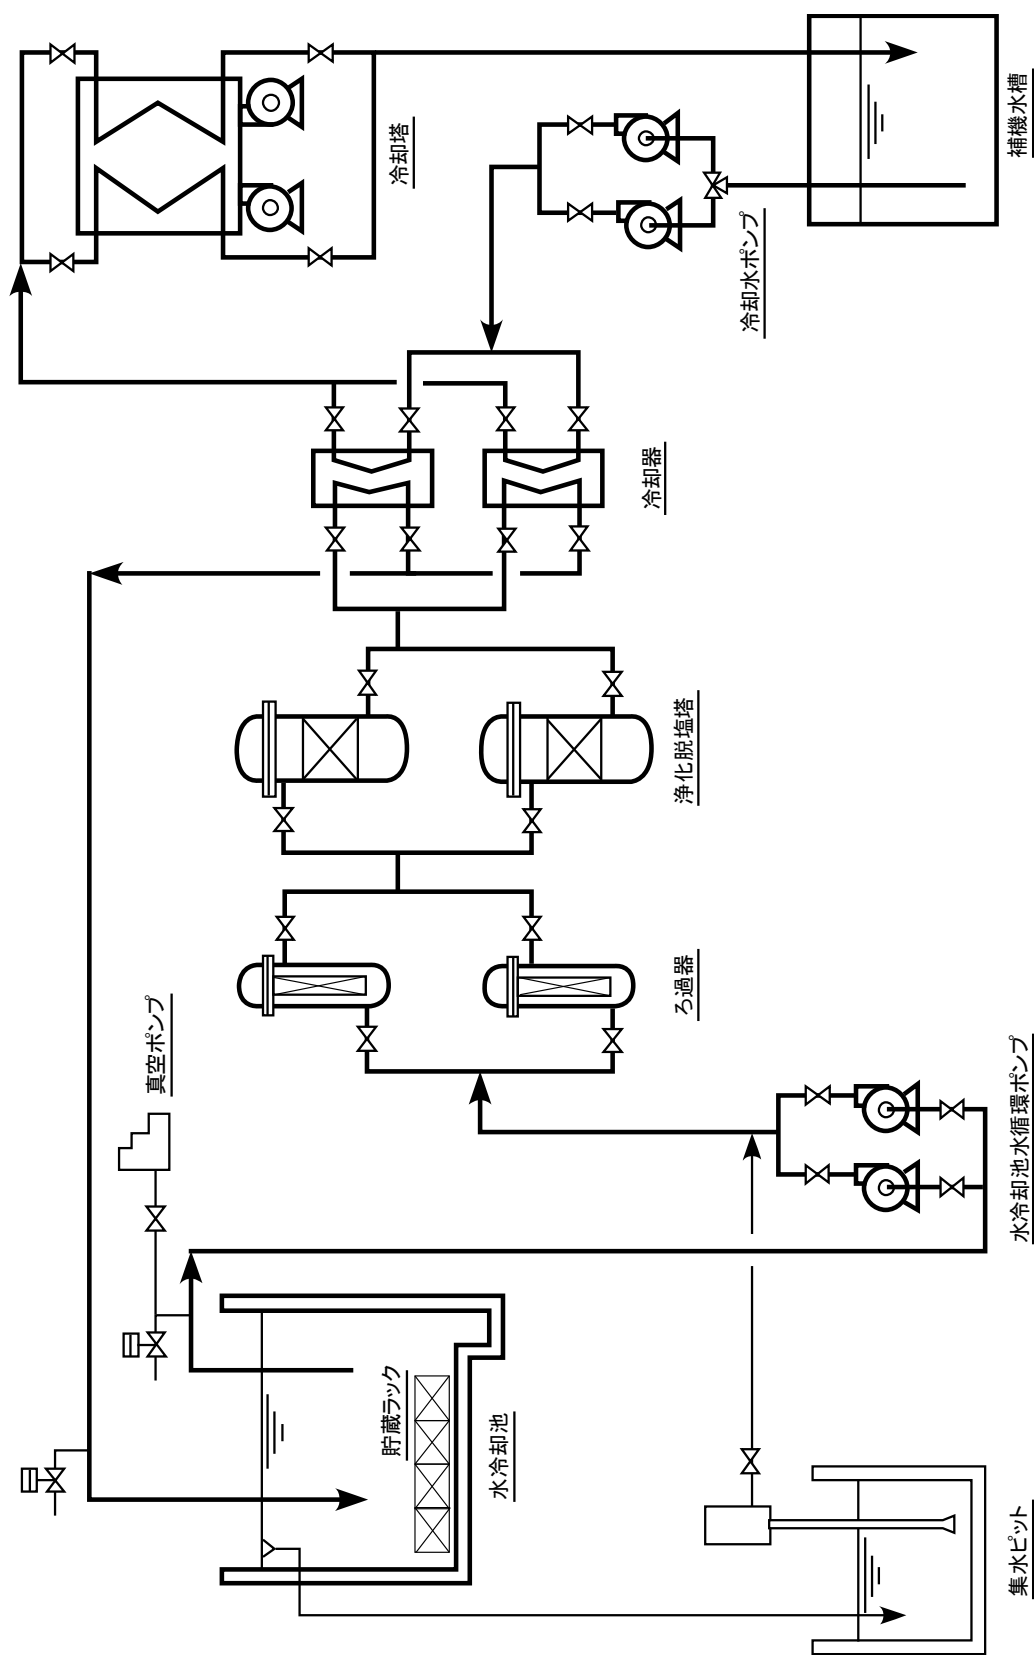 補機水槽
冷却塔
冷却水ポンプ
冷却器
浄化脱塩塔
ろ過器
真空ポンプ
水冷却池水循環ポンプ
貯蔵ラック
水冷却池
集水ピット